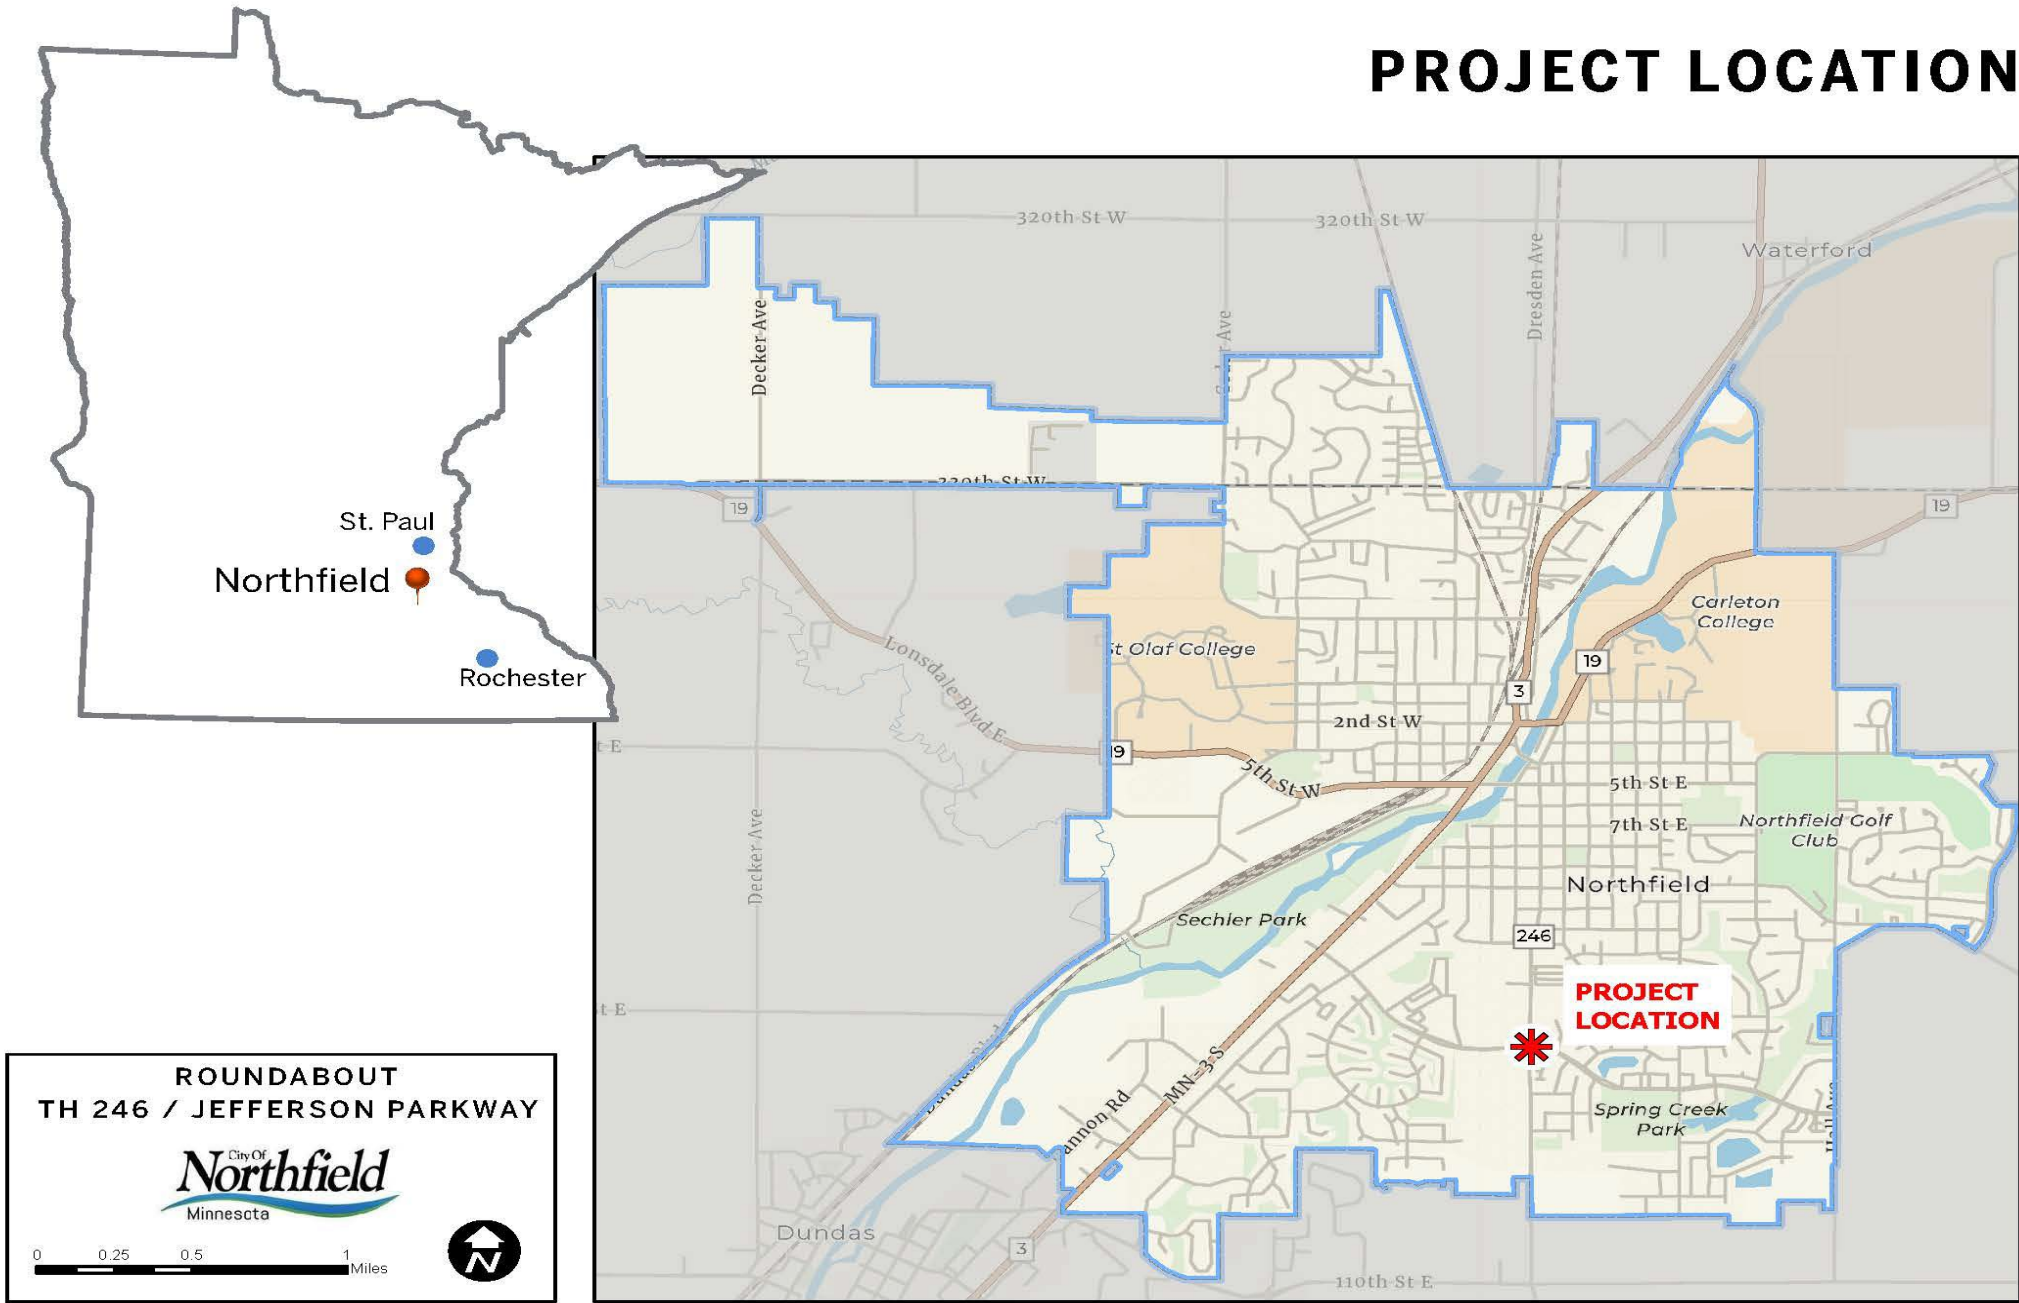 PROJECT LOCATION
St. Paul
Northfield
Rochester
320th St W
320th St W
Waterford
Decker Ave
Dresden Ave
19
19
St Olaf College
Carleton
College
Lonsdale Blvd E
19
3
2nd St W
t E
19
5th St W
5th St E
7th St E
Northfield Golf
Club
Decker Ave
Northfield
Sechler Park
246
t E
PROJECT
LOCATION
MN-3 S
annon Rd
Spring Creek
Park
Dundas
3
110th St E
ROUNDABOUT
TH 246 / JEFFERSON PARKWAY
City Of
Northfield
Minnesota
0 0.25 0.5 1
Miles
N